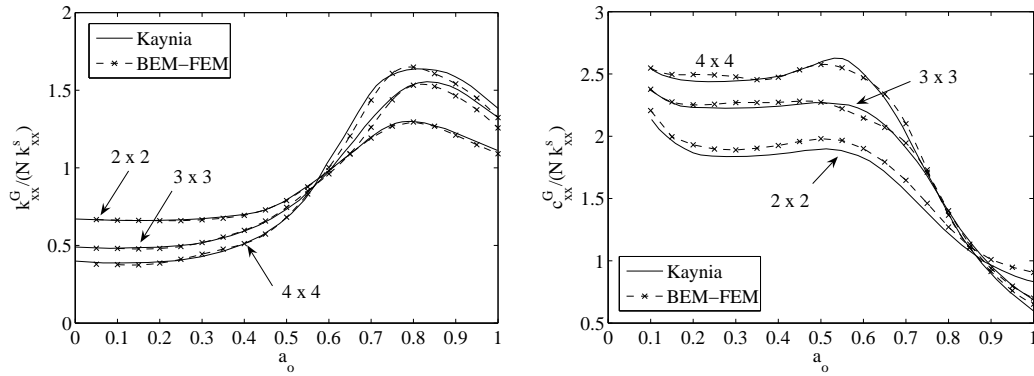 2
1.5
1
0.5
0
k_xx^G/(N k_xx^s)
Kaynia
BEM−FEM
2 x 2
3 x 3
4 x 4
0 0.1 0.2 0.3 0.4 0.5 0.6 0.7 0.8 0.9 1
a_o
3
2.5
2
1.5
1
0.5
c_xx^G/(N k_xx^s)
4 x 4
3 x 3
2 x 2
Kaynia
BEM−FEM
0 0.1 0.2 0.3 0.4 0.5 0.6 0.7 0.8 0.9 1
a_o